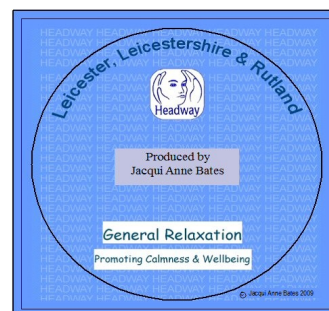 Leicester, Leicestershire & Rutland
Headway
Produced by
Jacqui Anne Bates
General Relaxation
Promoting Calmness & Wellbeing
© Jacqui Anne Bates 2009